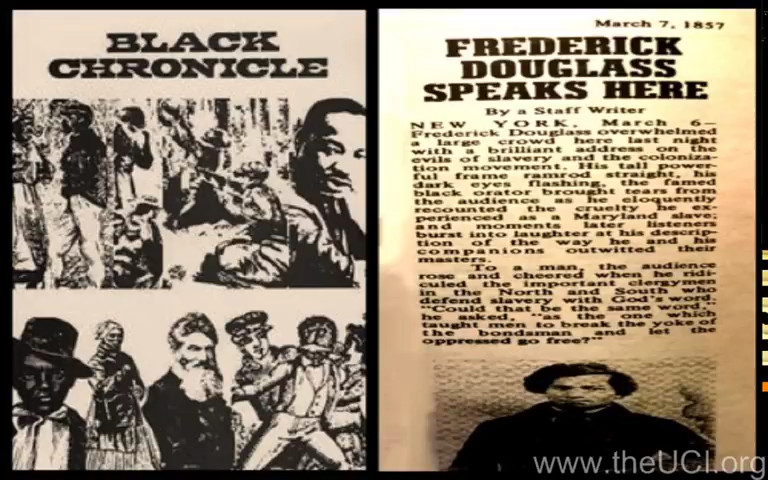 BLACK
CHRONICLE
March 7, 1857
FREDERICK
DOUGLASS
SPEAKS HERE
By a Staff Writer
NEW YORK, March 6—
Frederick Douglass overwhelmed
a large crowd here last night
with a brilliant address on the
evils of slavery and the coloniza-
tion movement. His tall power-
ful frame ramrod straight, his
dark eyes flashing, the famed
black orator brought tears from
the audience as he eloquently
recounted the cruelty he ex-
perienced as a Maryland slave;
and moments later listeners
burst into laughter at his descrip-
tion of the way he and his
companions outwitted their
masters.
To a man, the audience
rose and cheered when he ridi-
culed the important clergymen
in the North and South who
defend slavery with God's word.
"Could that be the same word,"
he asked, "as the one which
taught men to break the yoke of
the bondsman and let the
oppressed go free?"
www.theUCI.org